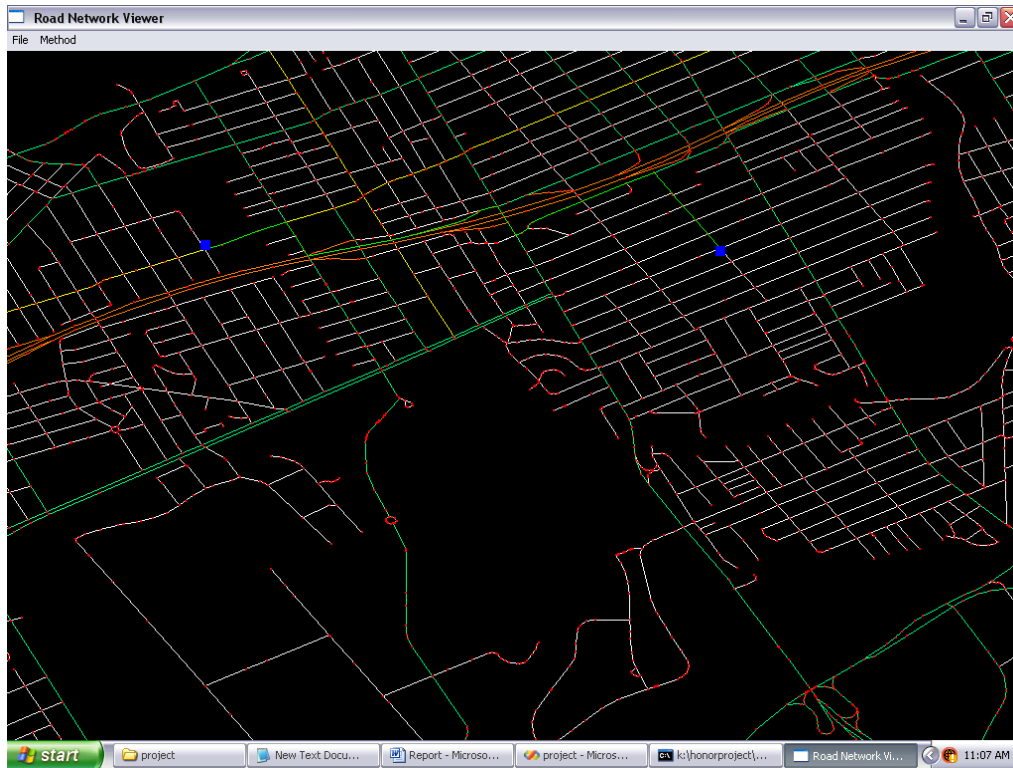 Road Network Viewer
File Method
start project New Text Docu... Report - Microso... project - Micros... k:\honorproject\... Road Network Vi... 11:07 AM